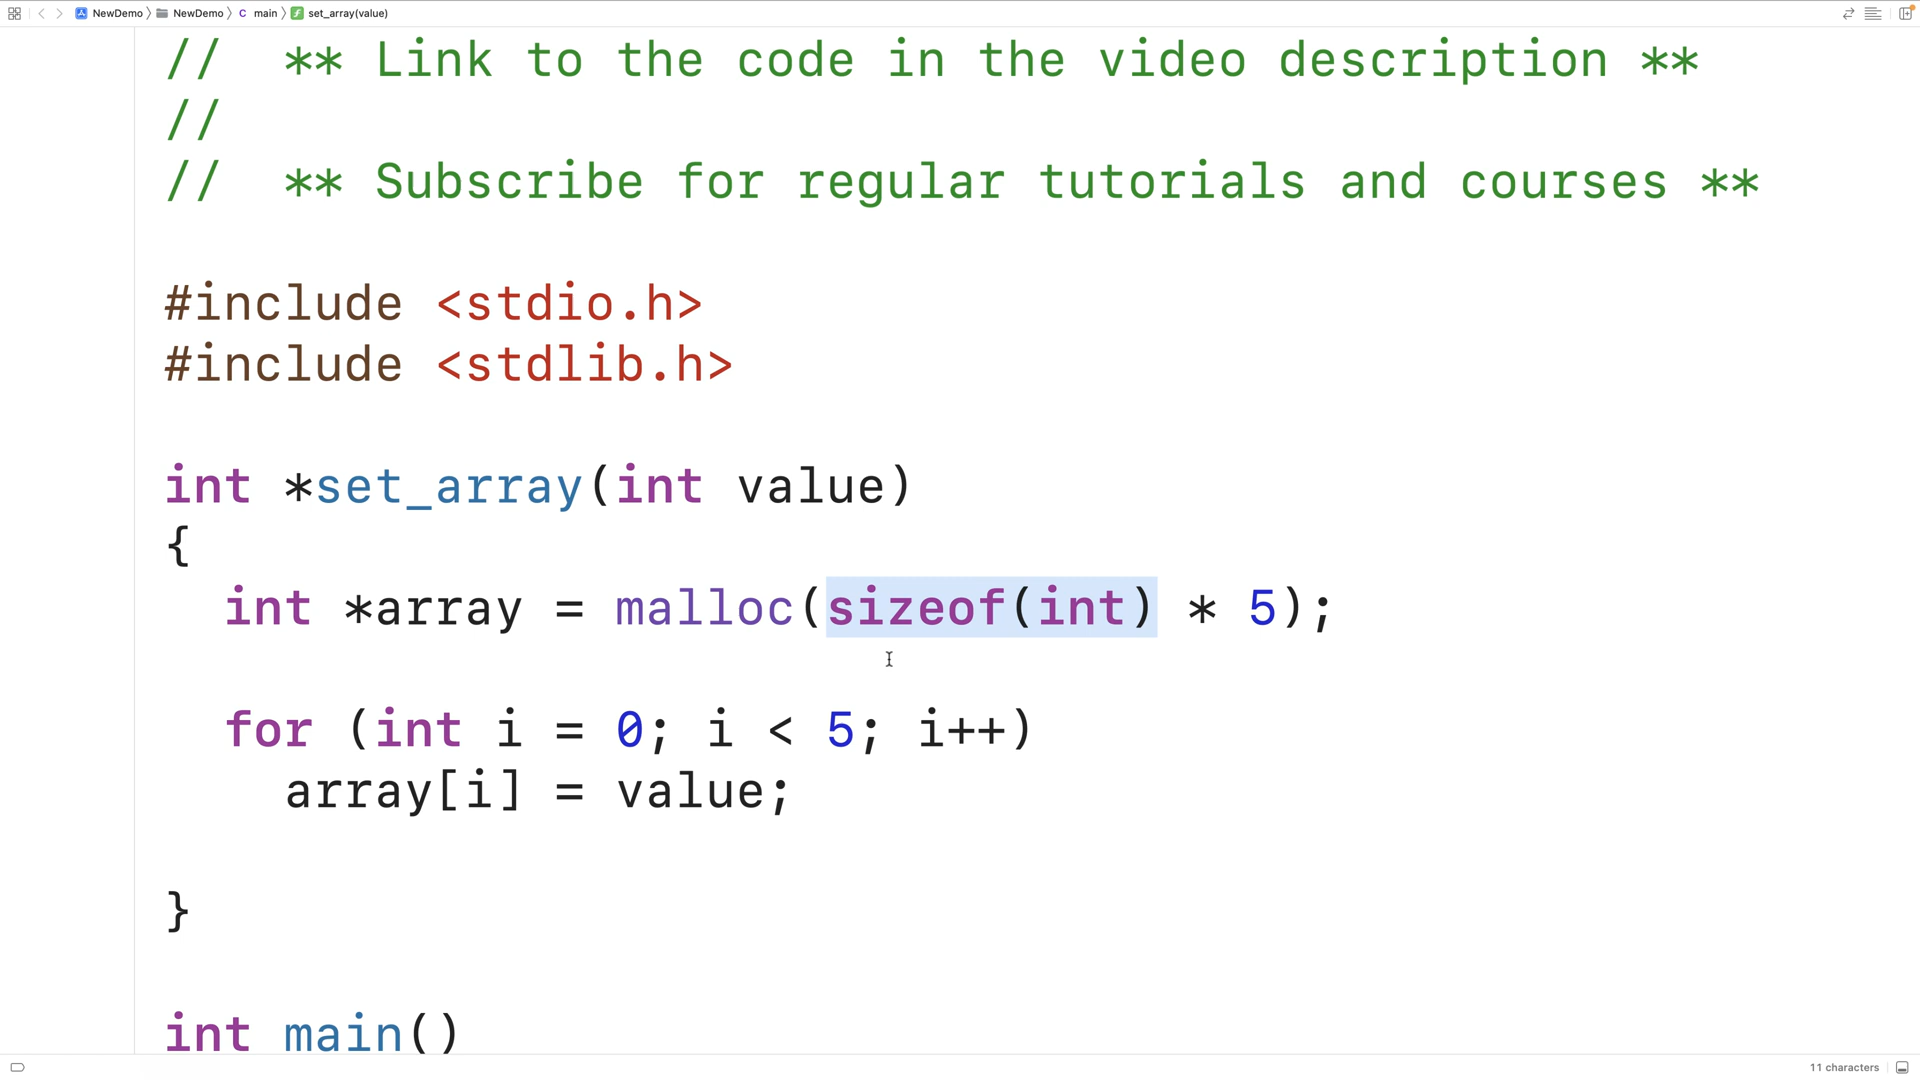 NewDemo NewDemo C main f set_array(value)
//  ** Link to the code in the video description **
//
//  ** Subscribe for regular tutorials and courses **
#include <stdio.h>
#include <stdlib.h>
int *set_array(int value)
{
  int *array = malloc(sizeof(int) * 5);
  for (int i = 0; i < 5; i++)
    array[i] = value;
}
int main()
11 characters